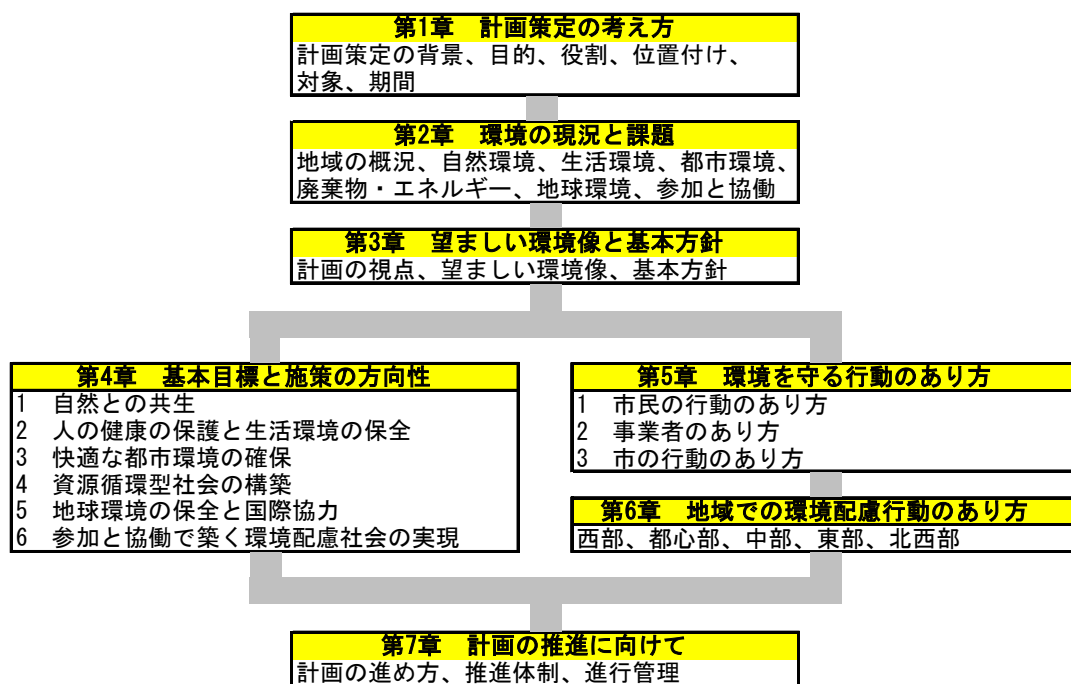 第1章　計画策定の考え方
計画策定の背景、目的、役割、位置付け、
対象、期間
第2章　環境の現況と課題
地域の概況、自然環境、生活環境、都市環境、
廃棄物・エネルギー、地球環境、参加と協働
第3章　望ましい環境像と基本方針
計画の視点、望ましい環境像、基本方針
第4章　基本目標と施策の方向性
1　自然との共生
2　人の健康の保護と生活環境の保全
3　快適な都市環境の確保
4　資源循環型社会の構築
5　地球環境の保全と国際協力
6　参加と協働で築く環境配慮社会の実現
第5章　環境を守る行動のあり方
1　市民の行動のあり方
2　事業者のあり方
3　市の行動のあり方
第6章　地域での環境配慮行動のあり方
西部、都心部、中部、東部、北西部
第7章　計画の推進に向けて
計画の進め方、推進体制、進行管理